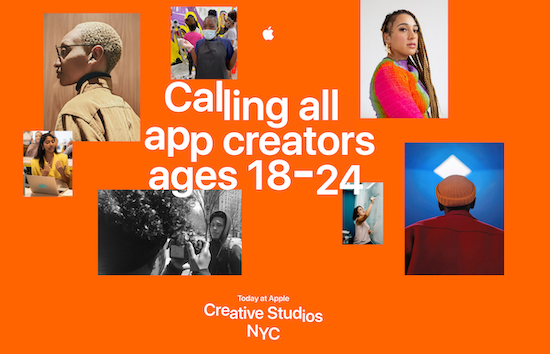 Calling all
app creators
ages 18-24
Today at Apple
Creative Studios
NYC